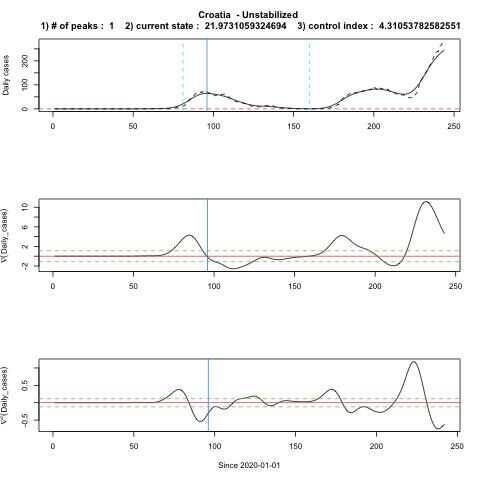 Croatia - Unstabilized
1) # of peaks : 1 2) current state : 21.9731059324694 3) control index : 4.31053782582551
Daily cases
0 100 200
0 50 100 150 200 250
∇(Daily_cases)
-2 2 6 10
0 50 100 150 200 250
∇²(Daily_cases)
-0.5 0.5
0 50 100 150 200 250
Since 2020-01-01